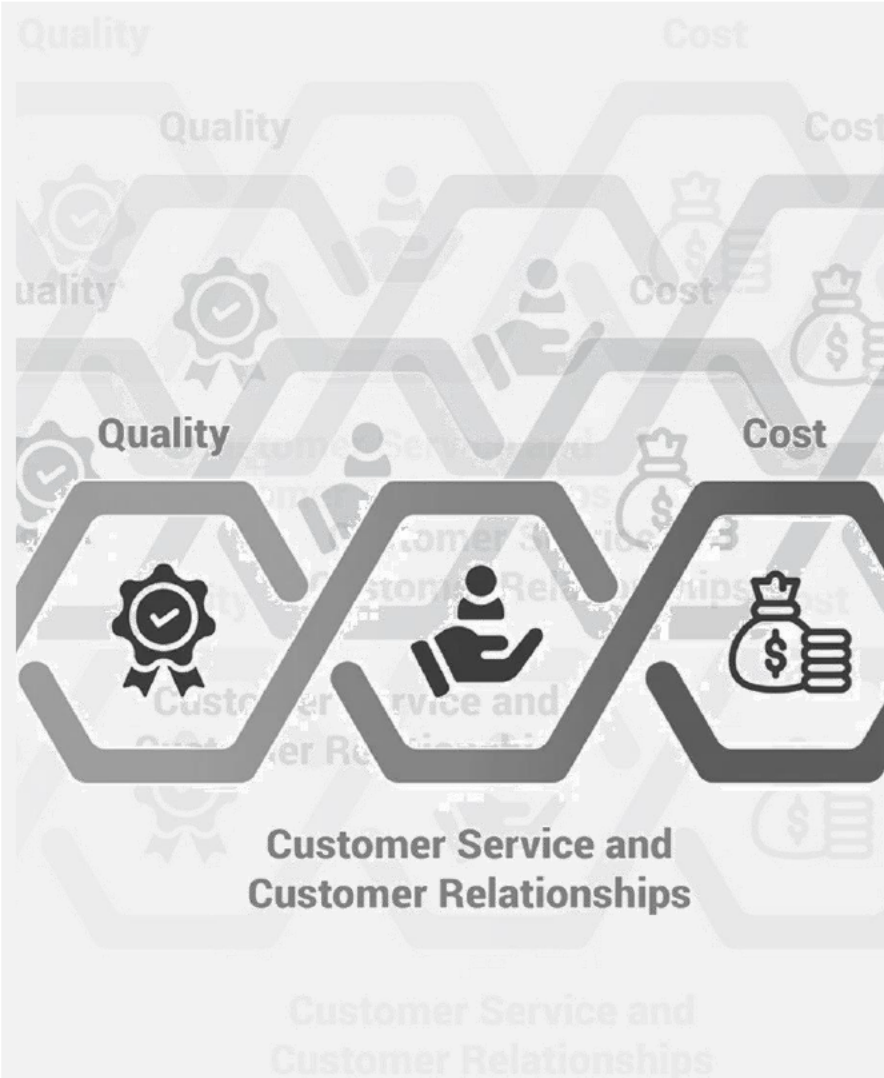 Quality
Cost
Quality
Cost
uality
Cost
Quality
Cost
Customer Service and
Customer Relationships
Customer Service and
Customer Relationships